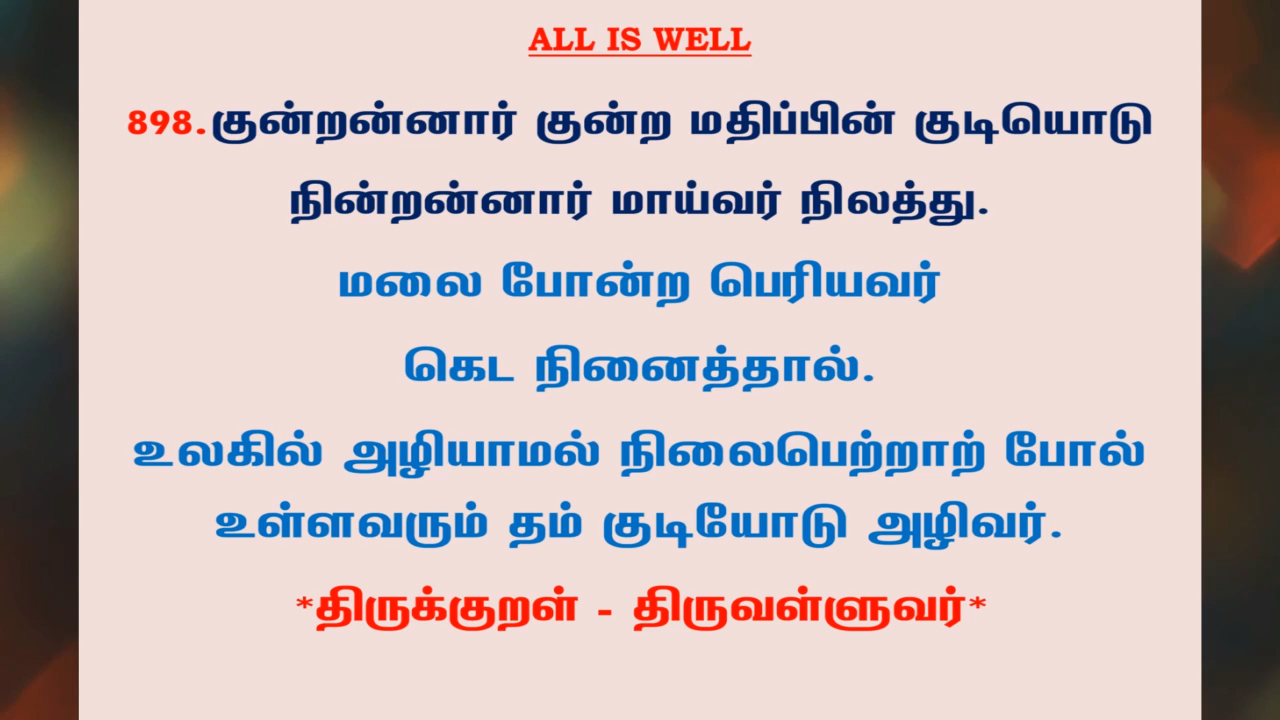 ALL IS WELL
898.குன்றன்னார் குன்ற மதிப்பின் குடியொடு
நின்றன்னார் மாய்வர் நிலத்து.
மலை போன்ற பெரியவர்
கெட நினைத்தால்.
உலகில் அழியாமல் நிலைபெற்றாற் போல்
உள்ளவரும் தம் குடியோடு அழிவர்.
*திருக்குறள் - திருவள்ளுவர்*